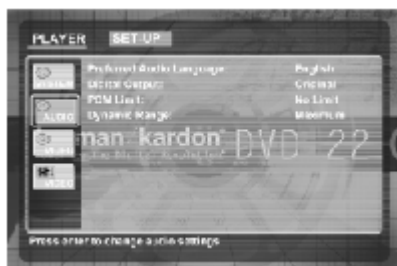 PLAYER SET-UP
Preferred Audio Language: English
Digital Output: Original
PCM Limit: No Limit
Dynamic Range: Maximum
AUDIO
man kardon
DVD 22
VIDEO
Press enter to change audio settings